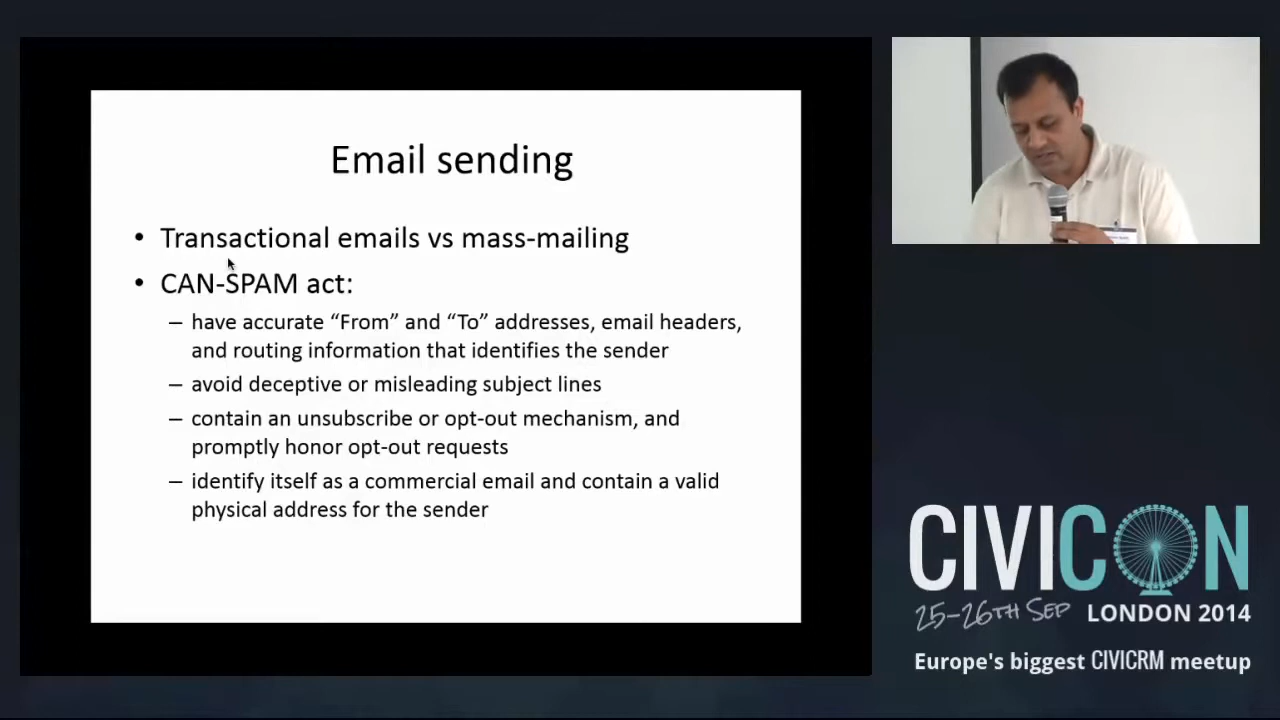 Email sending
• Transactional emails vs mass-mailing
• CAN-SPAM act:
– have accurate “From” and “To” addresses, email headers,
and routing information that identifies the sender
– avoid deceptive or misleading subject lines
– contain an unsubscribe or opt-out mechanism, and
promptly honor opt-out requests
– identify itself as a commercial email and contain a valid
physical address for the sender
CIVICON
25-26TH SEP LONDON 2014
Europe's biggest CIVICRM meetup